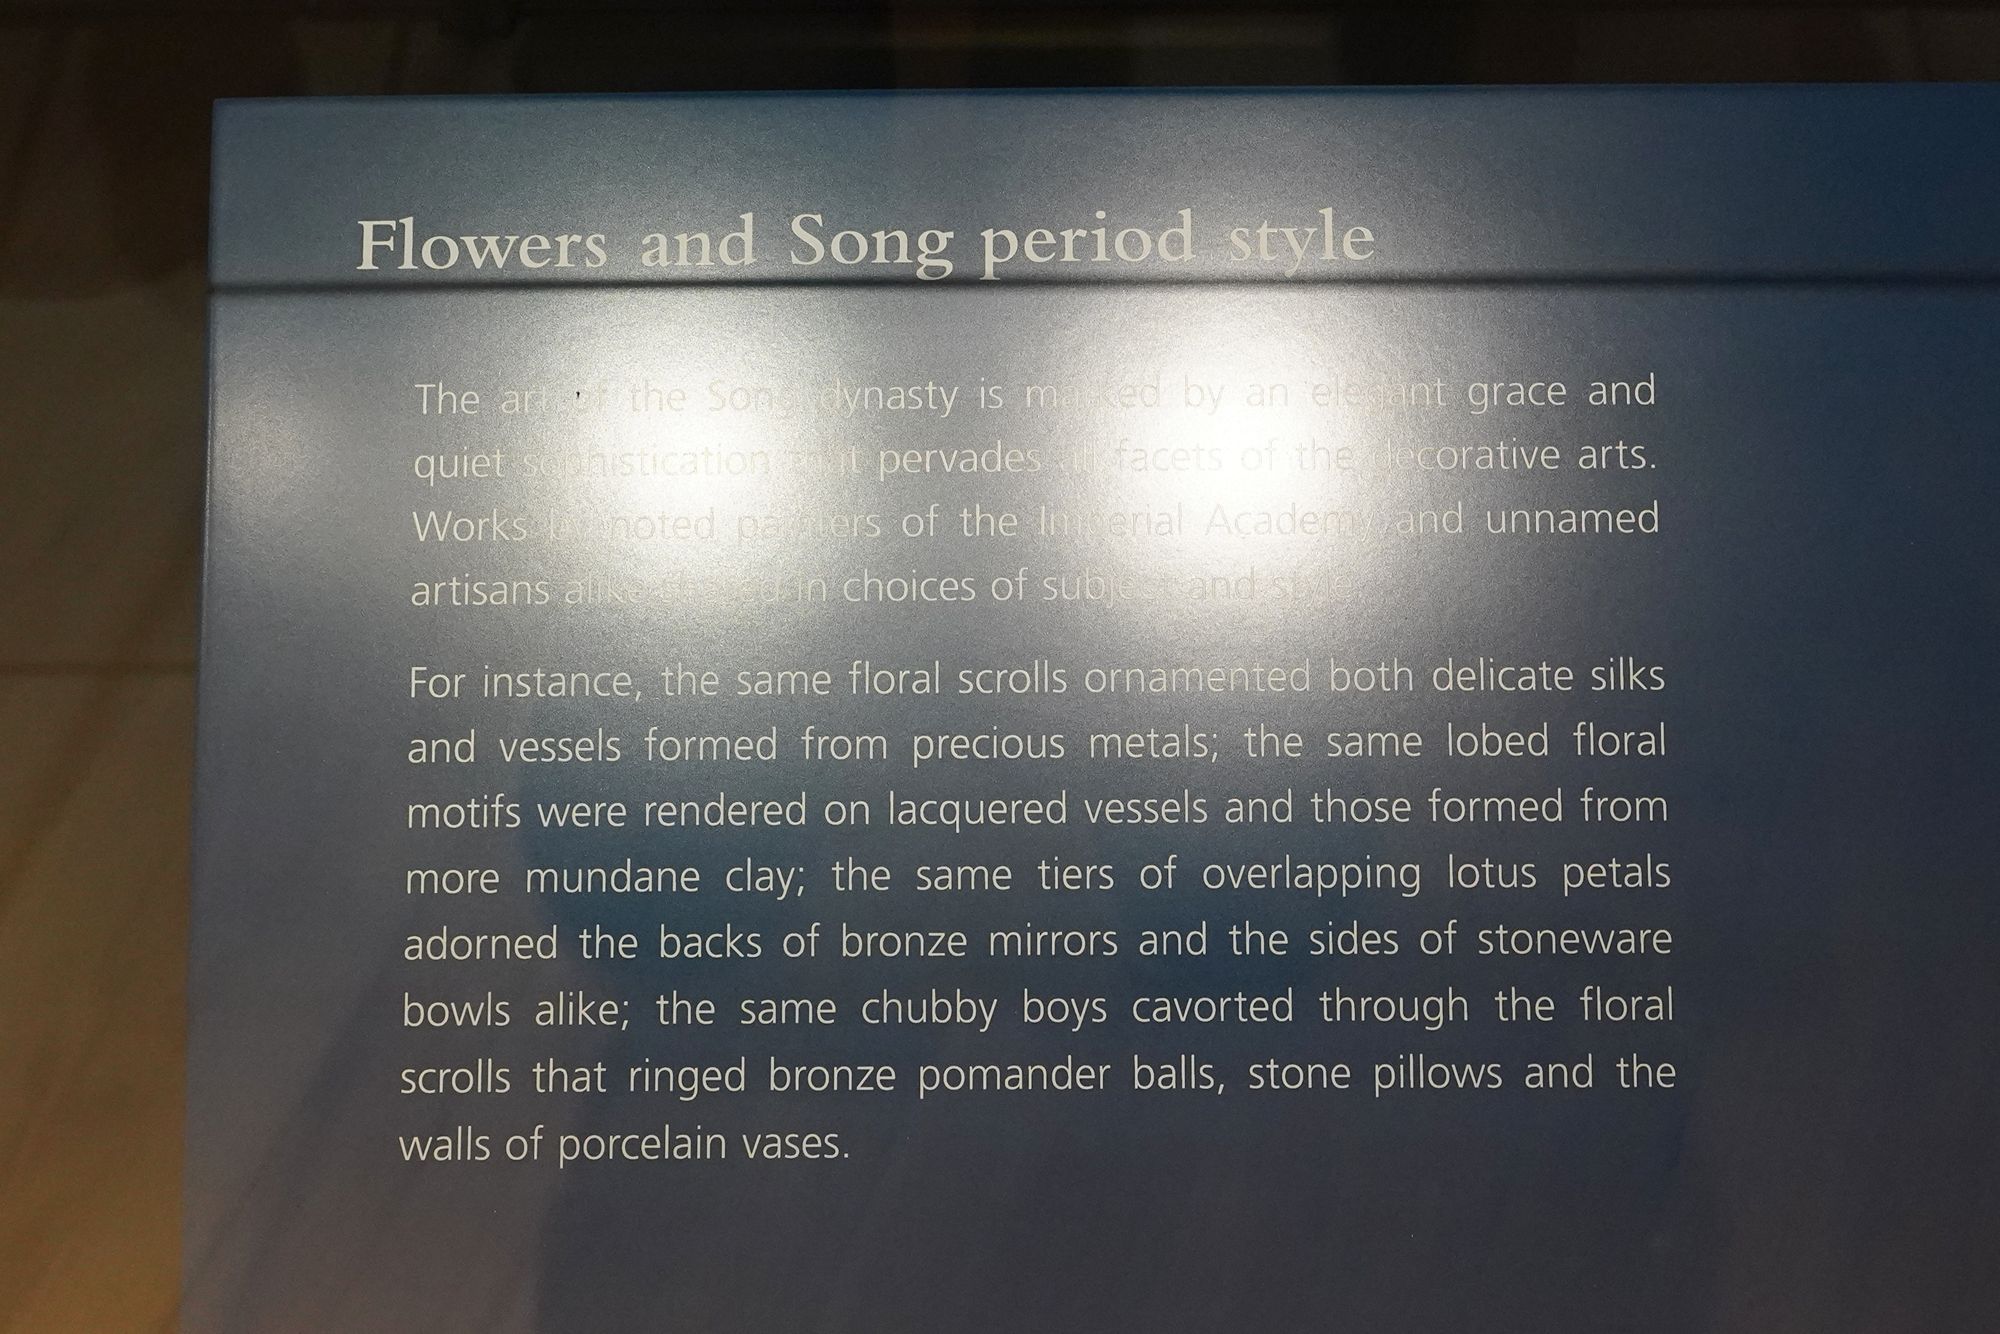 Flowers and Song period style
The art of the Song dynasty is marked by an elegant grace and
quiet sophistication that pervades all facets of the decorative arts.
Works by noted painters of the Imperial Academy and unnamed
artisans alike shared in choices of subject and style.
For instance, the same floral scrolls ornamented both delicate silks
and vessels formed from precious metals; the same lobed floral
motifs were rendered on lacquered vessels and those formed from
more mundane clay; the same tiers of overlapping lotus petals
adorned the backs of bronze mirrors and the sides of stoneware
bowls alike; the same chubby boys cavorted through the floral
scrolls that ringed bronze pomander balls, stone pillows and the
walls of porcelain vases.